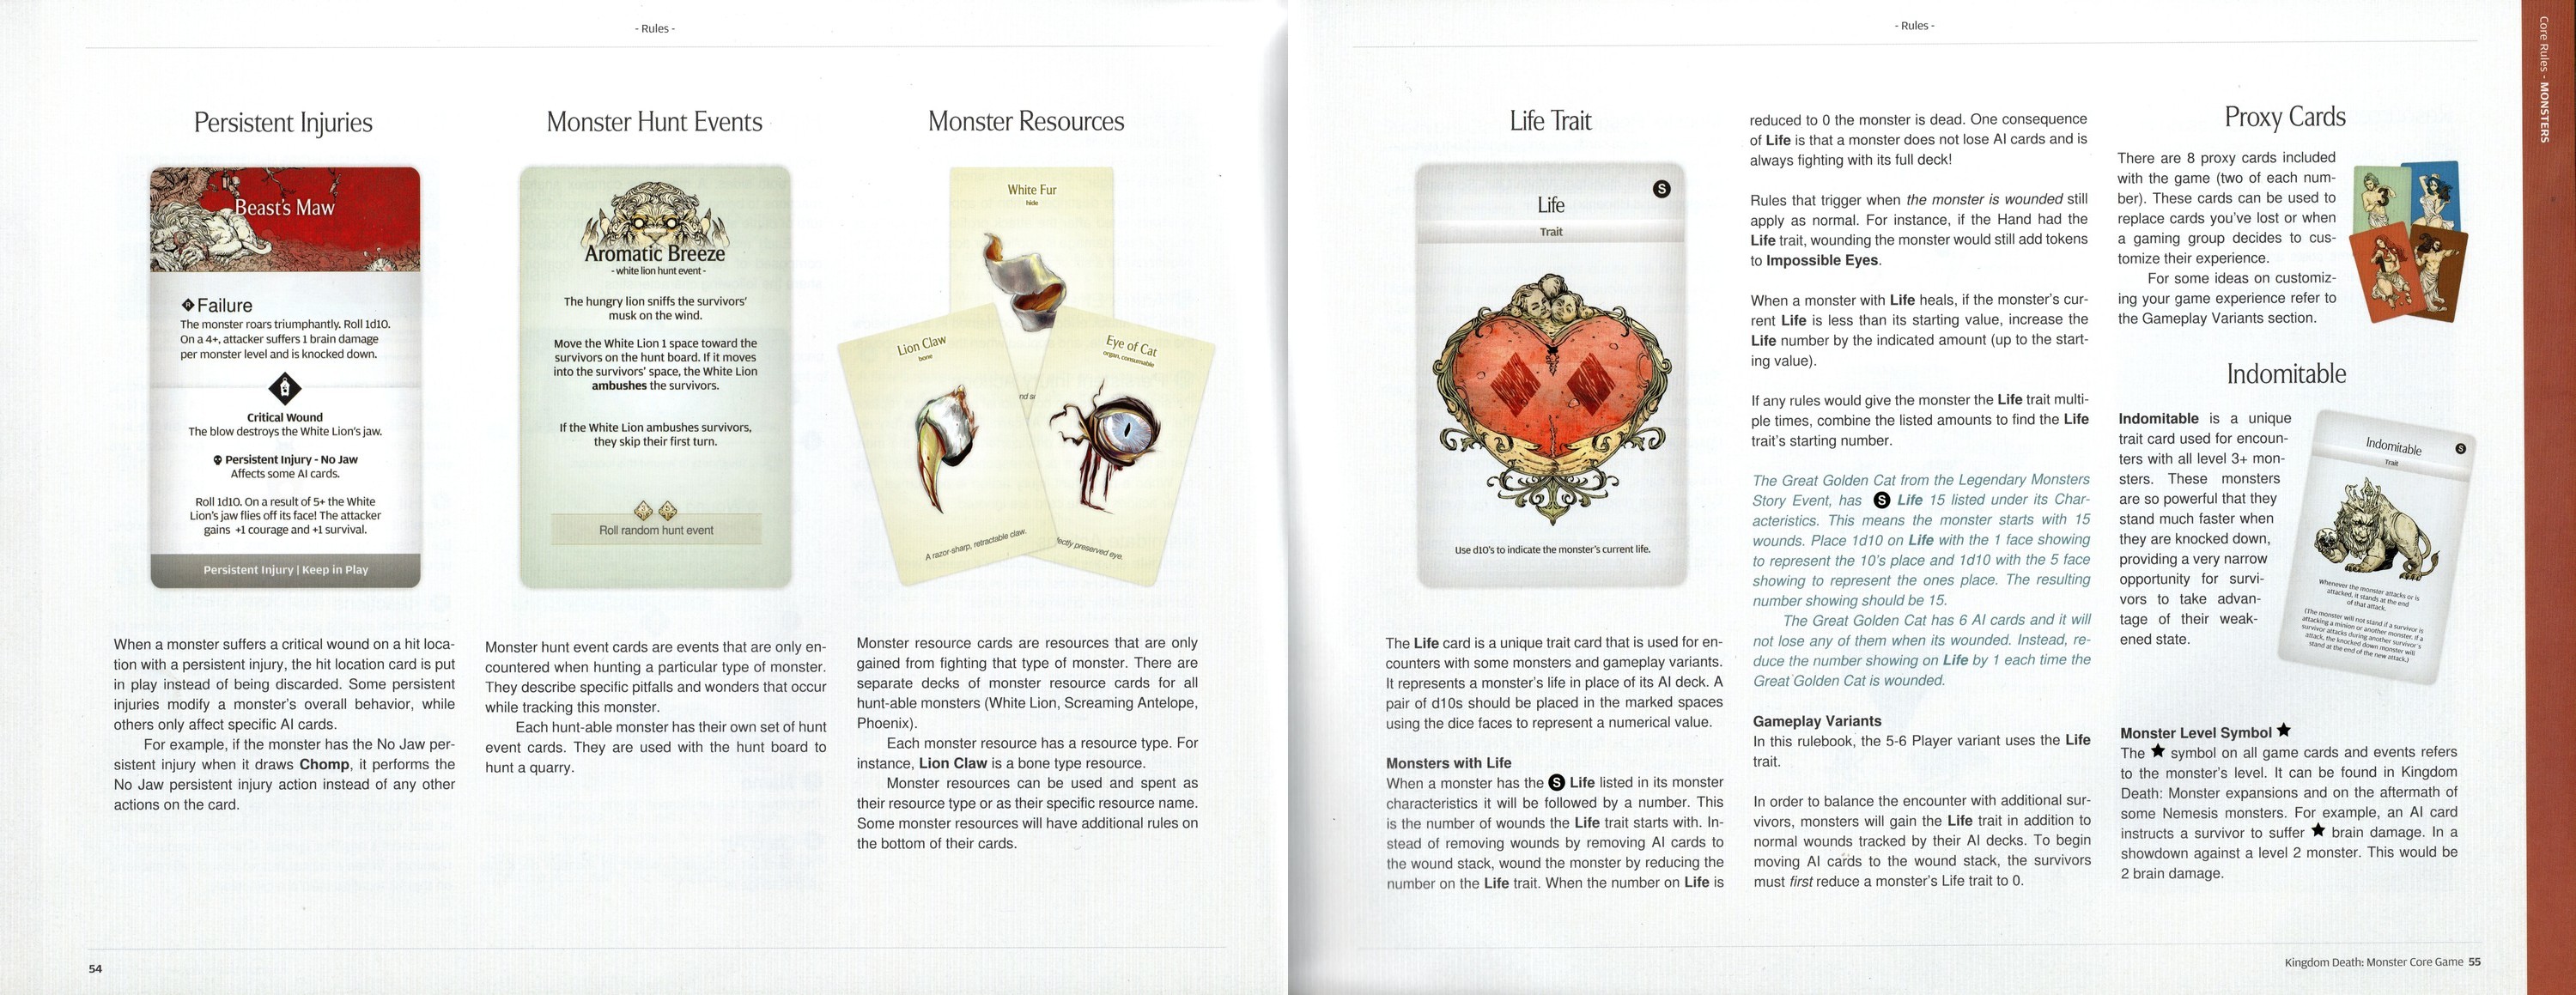 - Rules -
Persistent Injuries
Beast's Maw
Failure
The monster roars triumphantly. Roll 1d10.
On a 4+, attacker suffers 1 brain damage
per monster level and is knocked down.
Critical Wound
The blow destroys the White Lion's jaw.
Persistent Injury - No Jaw
Affects some AI cards.
Roll 1d10. On a result of 5+ the White
Lion's jaw flies off its face! The attacker
gains +1 courage and +1 survival.
Persistent Injury | Keep in Play
When a monster suffers a critical wound on a hit loca-
tion with a persistent injury, the hit location card is put
in play instead of being discarded. Some persistent
injuries modify a monster's overall behavior, while
others only affect specific AI cards.
For example, if the monster has the No Jaw per-
sistent injury when it draws Chomp, it performs the
No Jaw persistent injury action instead of any other
actions on the card.
Monster Hunt Events
Aromatic Breeze
- white lion hunt event -
The hungry lion sniffs the survivors'
musk on the wind.
Move the White Lion 1 space toward the
survivors on the hunt board. If it moves
into the survivors' space, the White Lion
ambushes the survivors.
If the White Lion ambushes survivors,
they skip their first turn.
Roll random hunt event
Monster hunt event cards are events that are only en-
countered when hunting a particular type of monster.
They describe specific pitfalls and wonders that occur
while tracking this monster.
Each hunt-able monster has their own set of hunt
event cards. They are used with the hunt board to
hunt a quarry.
Monster Resources
White Fur
hide
nd
Lion Claw
bone
A razor-sharp, retractable claw.
Eye of Cat
organ, consumable
fectly preserved eye.
Monster resource cards are resources that are only
gained from fighting that type of monster. There are
separate decks of monster resource cards for all
hunt-able monsters (White Lion, Screaming Antelope,
Phoenix).
Each monster resource has a resource type. For
instance, Lion Claw is a bone type resource.
Monster resources can be used and spent as
their resource type or as their specific resource name.
Some monster resources will have additional rules on
the bottom of their cards.
54
- Rules -
Life Trait
S
Life
Trait
Use d10's to indicate the monster's current life.
The Life card is a unique trait card that is used for en-
counters with some monsters and gameplay variants.
It represents a monster's life in place of its AI deck. A
pair of d10s should be placed in the marked spaces
using the dice faces to represent a numerical value.
Monsters with Life
When a monster has the S Life listed in its monster
characteristics it will be followed by a number. This
is the number of wounds the Life trait starts with. In-
stead of removing wounds by removing AI cards to
the wound stack, wound the monster by reducing the
number on the Life trait. When the number on Life is
reduced to 0 the monster is dead. One consequence
of Life is that a monster does not lose AI cards and is
always fighting with its full deck!
Rules that trigger when the monster is wounded still
apply as normal. For instance, if the Hand had the
Life trait, wounding the monster would still add tokens
to Impossible Eyes.
When a monster with Life heals, if the monster's cur-
rent Life is less than its starting value, increase the
Life number by the indicated amount (up to the start-
ing value).
If any rules would give the monster the Life trait multi-
ple times, combine the listed amounts to find the Life
trait's starting number.
The Great Golden Cat from the Legendary Monsters
Story Event, has S Life 15 listed under its Char-
acteristics. This means the monster starts with 15
wounds. Place 1d10 on Life with the 1 face showing
to represent the 10's place and 1d10 with the 5 face
showing to represent the ones place. The resulting
number showing should be 15.
The Great Golden Cat has 6 AI cards and it will
not lose any of them when its wounded. Instead, re-
duce the number showing on Life by 1 each time the
Great Golden Cat is wounded.
Gameplay Variants
In this rulebook, the 5-6 Player variant uses the Life
trait.
In order to balance the encounter with additional sur-
vivors, monsters will gain the Life trait in addition to
normal wounds tracked by their AI decks. To begin
moving AI cards to the wound stack, the survivors
must first reduce a monster's Life trait to 0.
Proxy Cards
There are 8 proxy cards included
with the game (two of each num-
ber). These cards can be used to
replace cards you've lost or when
a gaming group decides to cus-
tomize their experience.
For some ideas on customiz-
ing your game experience refer to
the Gameplay Variants section.
3
Indomitable
Indomitable is a unique
trait card used for encoun-
ters with all level 3+ mon-
sters. These monsters
are so powerful that they
stand much faster when
they are knocked down,
providing a very narrow
opportunity for survi-
vors to take advan-
tage of their weak-
ened state.
S
Indomitable
Trait
Whenever the monster attacks or is
attacked, it stands at the end
of that attack.
(The monster will not stand if a survivor is
attacking a minion or another monster. If a
survivor attacks during another survivor's
attack, the knocked down monster will
stand at the end of the new attack.)
Monster Level Symbol ★
The ★ symbol on all game cards and events refers
to the monster's level. It can be found in Kingdom
Death: Monster expansions and on the aftermath of
some Nemesis monsters. For example, an AI card
instructs a survivor to suffer ★ brain damage. In a
showdown against a level 2 monster. This would be
2 brain damage.
Kingdom Death: Monster Core Game 55
Core Rules - MONSTERS